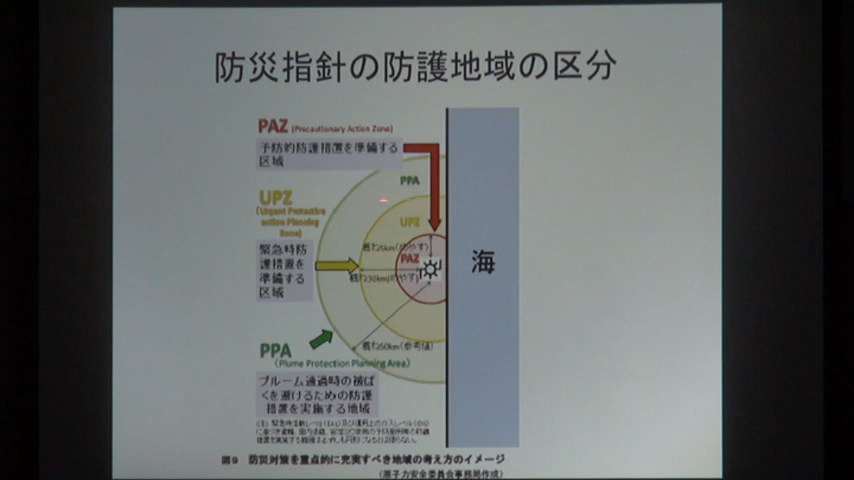 防災指針の防護地域の区分
PAZ (Precautionary Action Zone)
予防的防護措置を準備する
区域
PPA
UPZ
UPZ
(Urgent Protective
action Planning
Zone)
緊急時防
護措置を
準備する
区域
概ね5km(めやす)
PAZ
概ね30km(めやす)
海
概ね50km(参考値)
PPA
(Plume Protection Planning Area)
プルーム通過時の被ば
くを避けるための防護
措置を実施する地域
図9 防災対策を重点的に充実すべき地域の考え方のイメージ
(原子力安全委員会事務局作成)